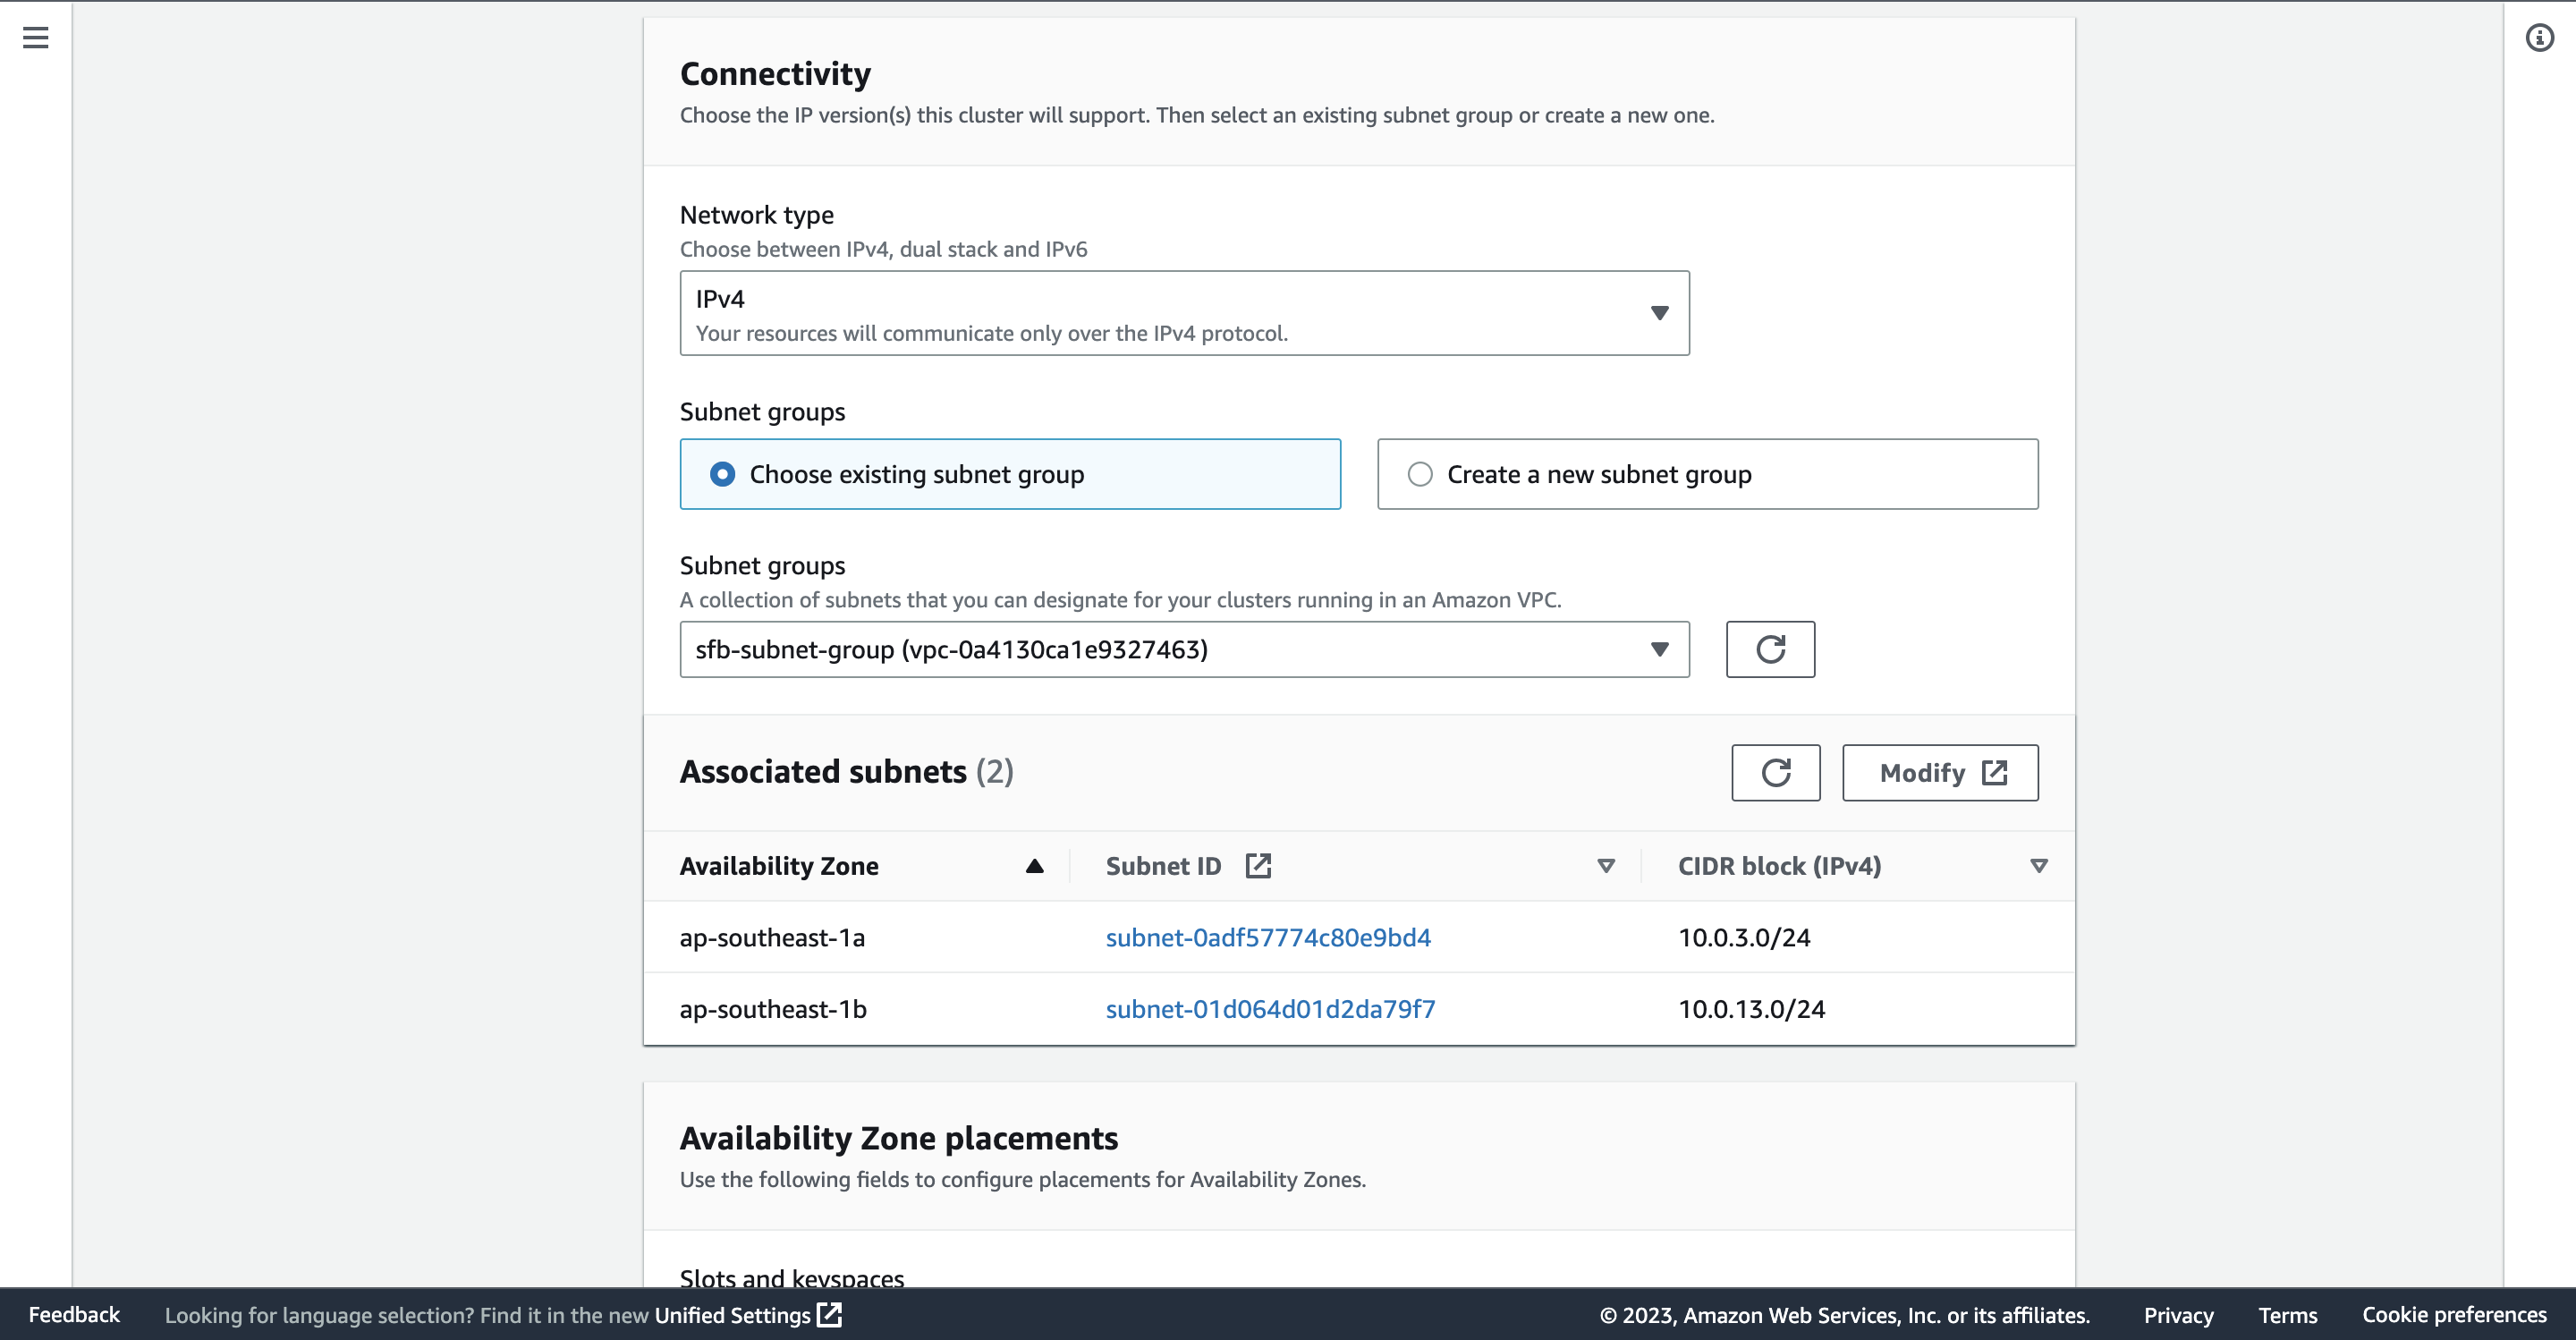 Connectivity
Choose the IP version(s) this cluster will support. Then select an existing subnet group or create a new one.
Network type
Choose between IPv4, dual stack and IPv6
IPv4
Your resources will communicate only over the IPv4 protocol.
Subnet groups
Choose existing subnet group
Create a new subnet group
Subnet groups
A collection of subnets that you can designate for your clusters running in an Amazon VPC.
sfb-subnet-group (vpc-0a4130ca1e9327463)
Associated subnets (2)
Modify
Availability Zone Subnet ID CIDR block (IPv4)
ap-southeast-1a subnet-0adf57774c80e9bd4 10.0.3.0/24
ap-southeast-1b subnet-01d064d01d2da79f7 10.0.13.0/24
Availability Zone placements
Use the following fields to configure placements for Availability Zones.
Slots and keyspaces
Feedback Looking for language selection? Find it in the new Unified Settings © 2023, Amazon Web Services, Inc. or its affiliates. Privacy Terms Cookie preferences